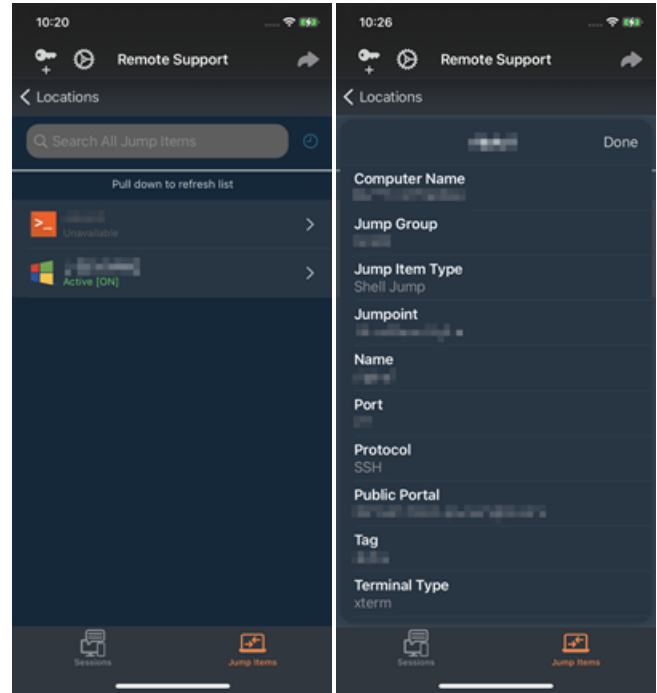 10:20
Remote Support
Locations
Search All Jump Items
Pull down to refresh list
>_
Unavailable
Active [ON]
Sessions
Jump Items
10:26
Remote Support
Locations
Done
Computer Name
Jump Group
Jump Item Type
Shell Jump
Jumpoint
Name
Port
Protocol
SSH
Public Portal
Tag
Terminal Type
xterm
Sessions
Jump Items